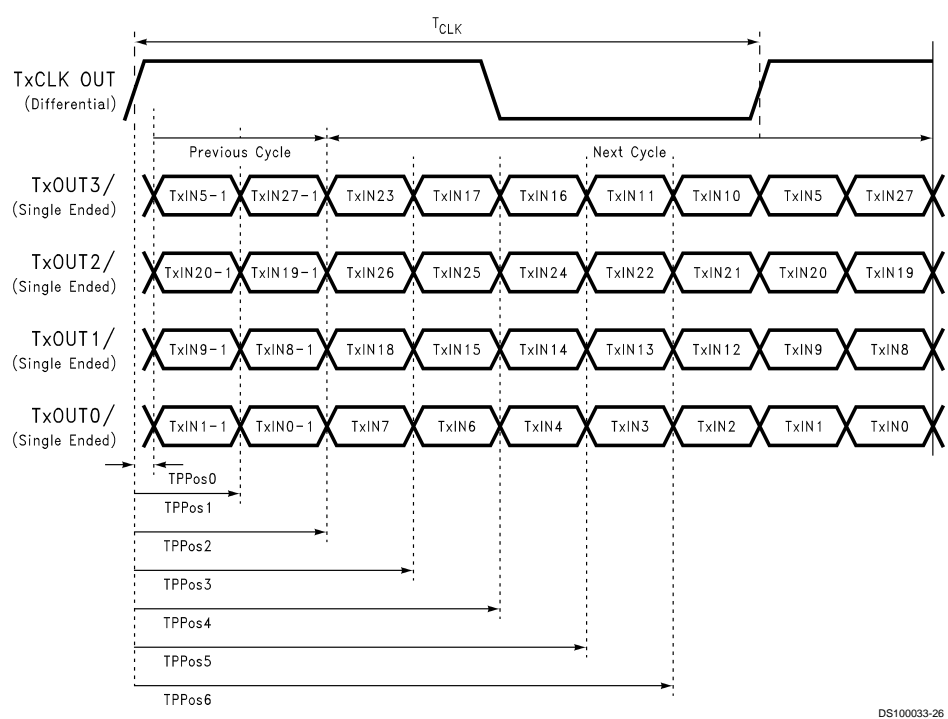 TCLK
TxCLK OUT
(Differential)
Previous Cycle
Next Cycle
TxOUT3/
(Single Ended)
TxIN5-1 TxIN27-1 TxIN23 TxIN17 TxIN16 TxIN11 TxIN10 TxIN5 TxIN27
TxOUT2/
(Single Ended)
TxIN20-1 TxIN19-1 TxIN26 TxIN25 TxIN24 TxIN22 TxIN21 TxIN20 TxIN19
TxOUT1/
(Single Ended)
TxIN9-1 TxIN8-1 TxIN18 TxIN15 TxIN14 TxIN13 TxIN12 TxIN9 TxIN8
TxOUT0/
(Single Ended)
TxIN1-1 TxIN0-1 TxIN7 TxIN6 TxIN4 TxIN3 TxIN2 TxIN1 TxIN0
TPPos0
TPPos1
TPPos2
TPPos3
TPPos4
TPPos5
TPPos6
DS100033-26